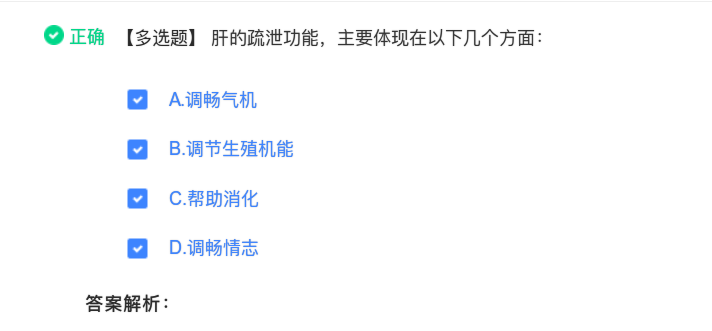 正确 【多选题】 肝的疏泄功能，主要体现在以下几个方面：
A.调畅气机
B.调节生殖机能
C.帮助消化
D.调畅情志
答案解析：